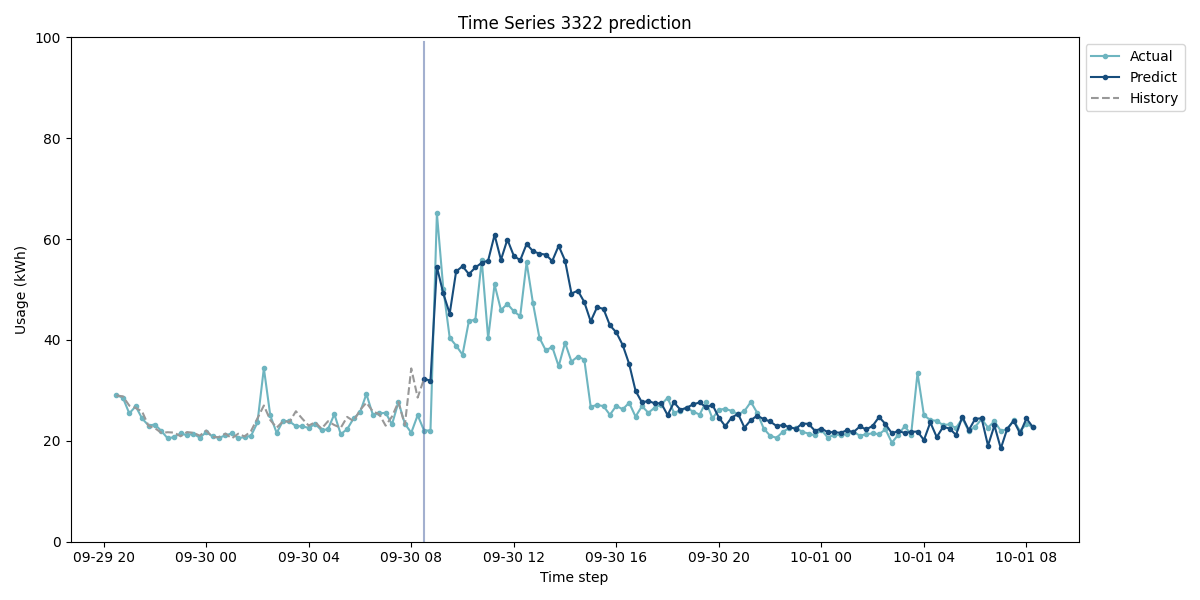 Time Series 3322 prediction
100
80
60
40
20
0
Usage (kWh)
09-29 20
09-30 00
09-30 04
09-30 08
09-30 12
09-30 16
09-30 20
10-01 00
10-01 04
10-01 08
Time step
Actual
Predict
History